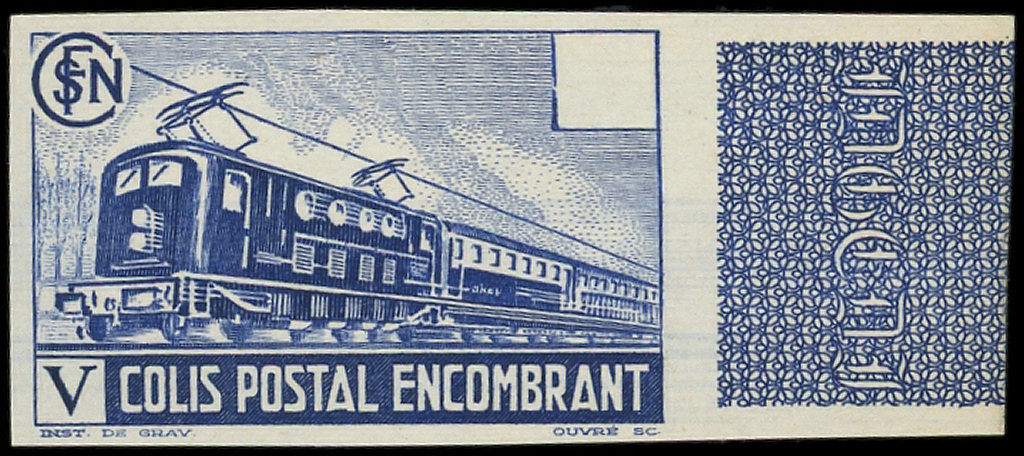 SNCF
V COLIS POSTAL ENCOMBRANT
INST. DE GRAV. OUVRÉ SC.